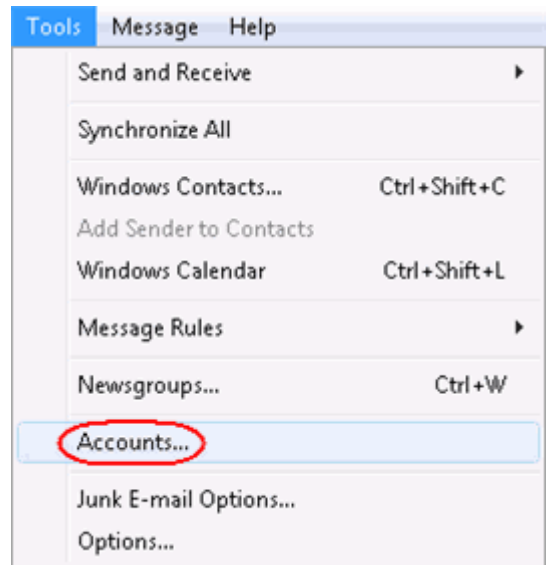 Tools Message Help
Send and Receive
Synchronize All
Windows Contacts... Ctrl+Shift+C
Add Sender to Contacts
Windows Calendar Ctrl+Shift+L
Message Rules
Newsgroups... Ctrl+W
Accounts...
Junk E-mail Options...
Options...